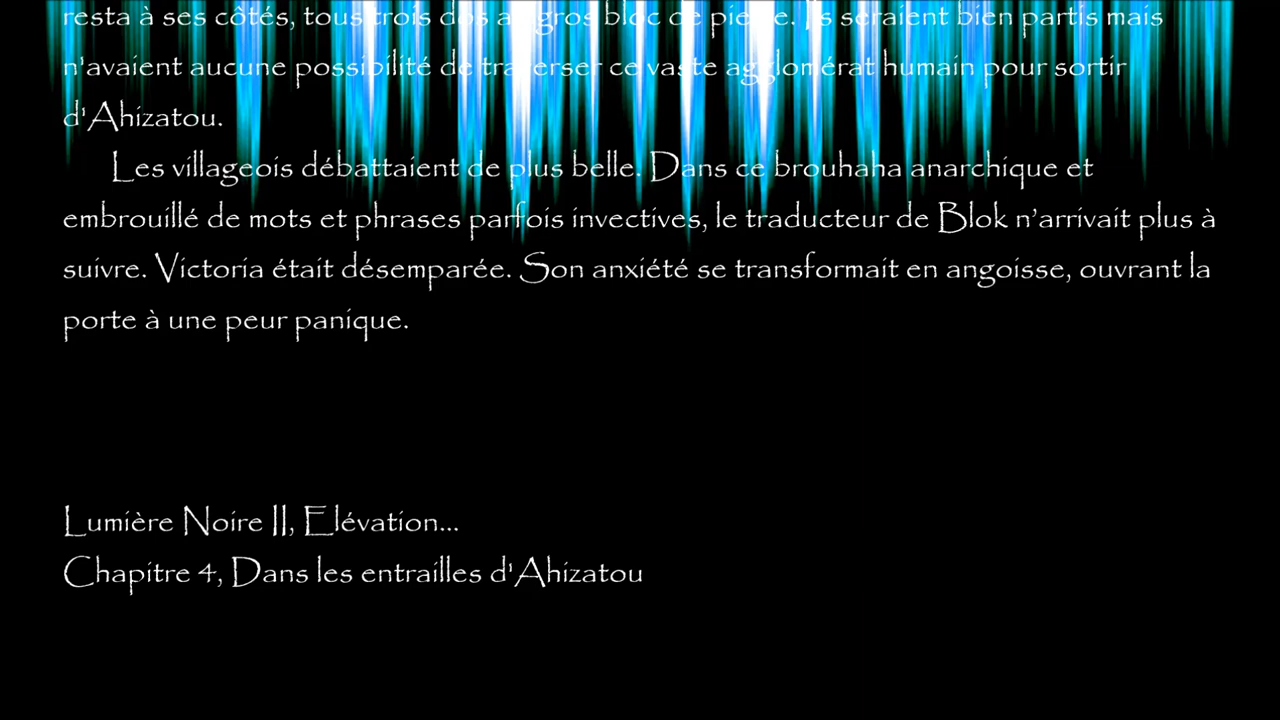 resta à ses côtés, tous trois dos au gros bloc de pierre. Ils seraient bien partis mais
n'avaient aucune possibilité de traverser ce vaste agglomérat humain pour sortir
d'Ahizatou.
Les villageois débattaient de plus belle. Dans ce brouhaha anarchique et
embrouillé de mots et phrases parfois invectives, le traducteur de Blok n'arrivait plus à
suivre. Victoria était désemparée. Son anxiété se transformait en angoisse, ouvrant la
porte à une peur panique.
Lumière Noire II, Elévation...
Chapitre 4, Dans les entrailles d'Ahizatou